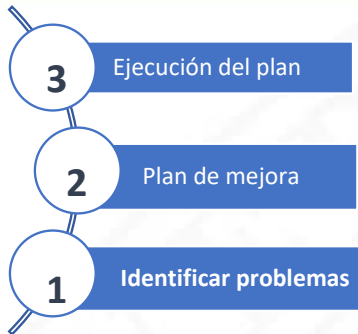 3
Ejecución del plan
2
Plan de mejora
1
Identificar problemas